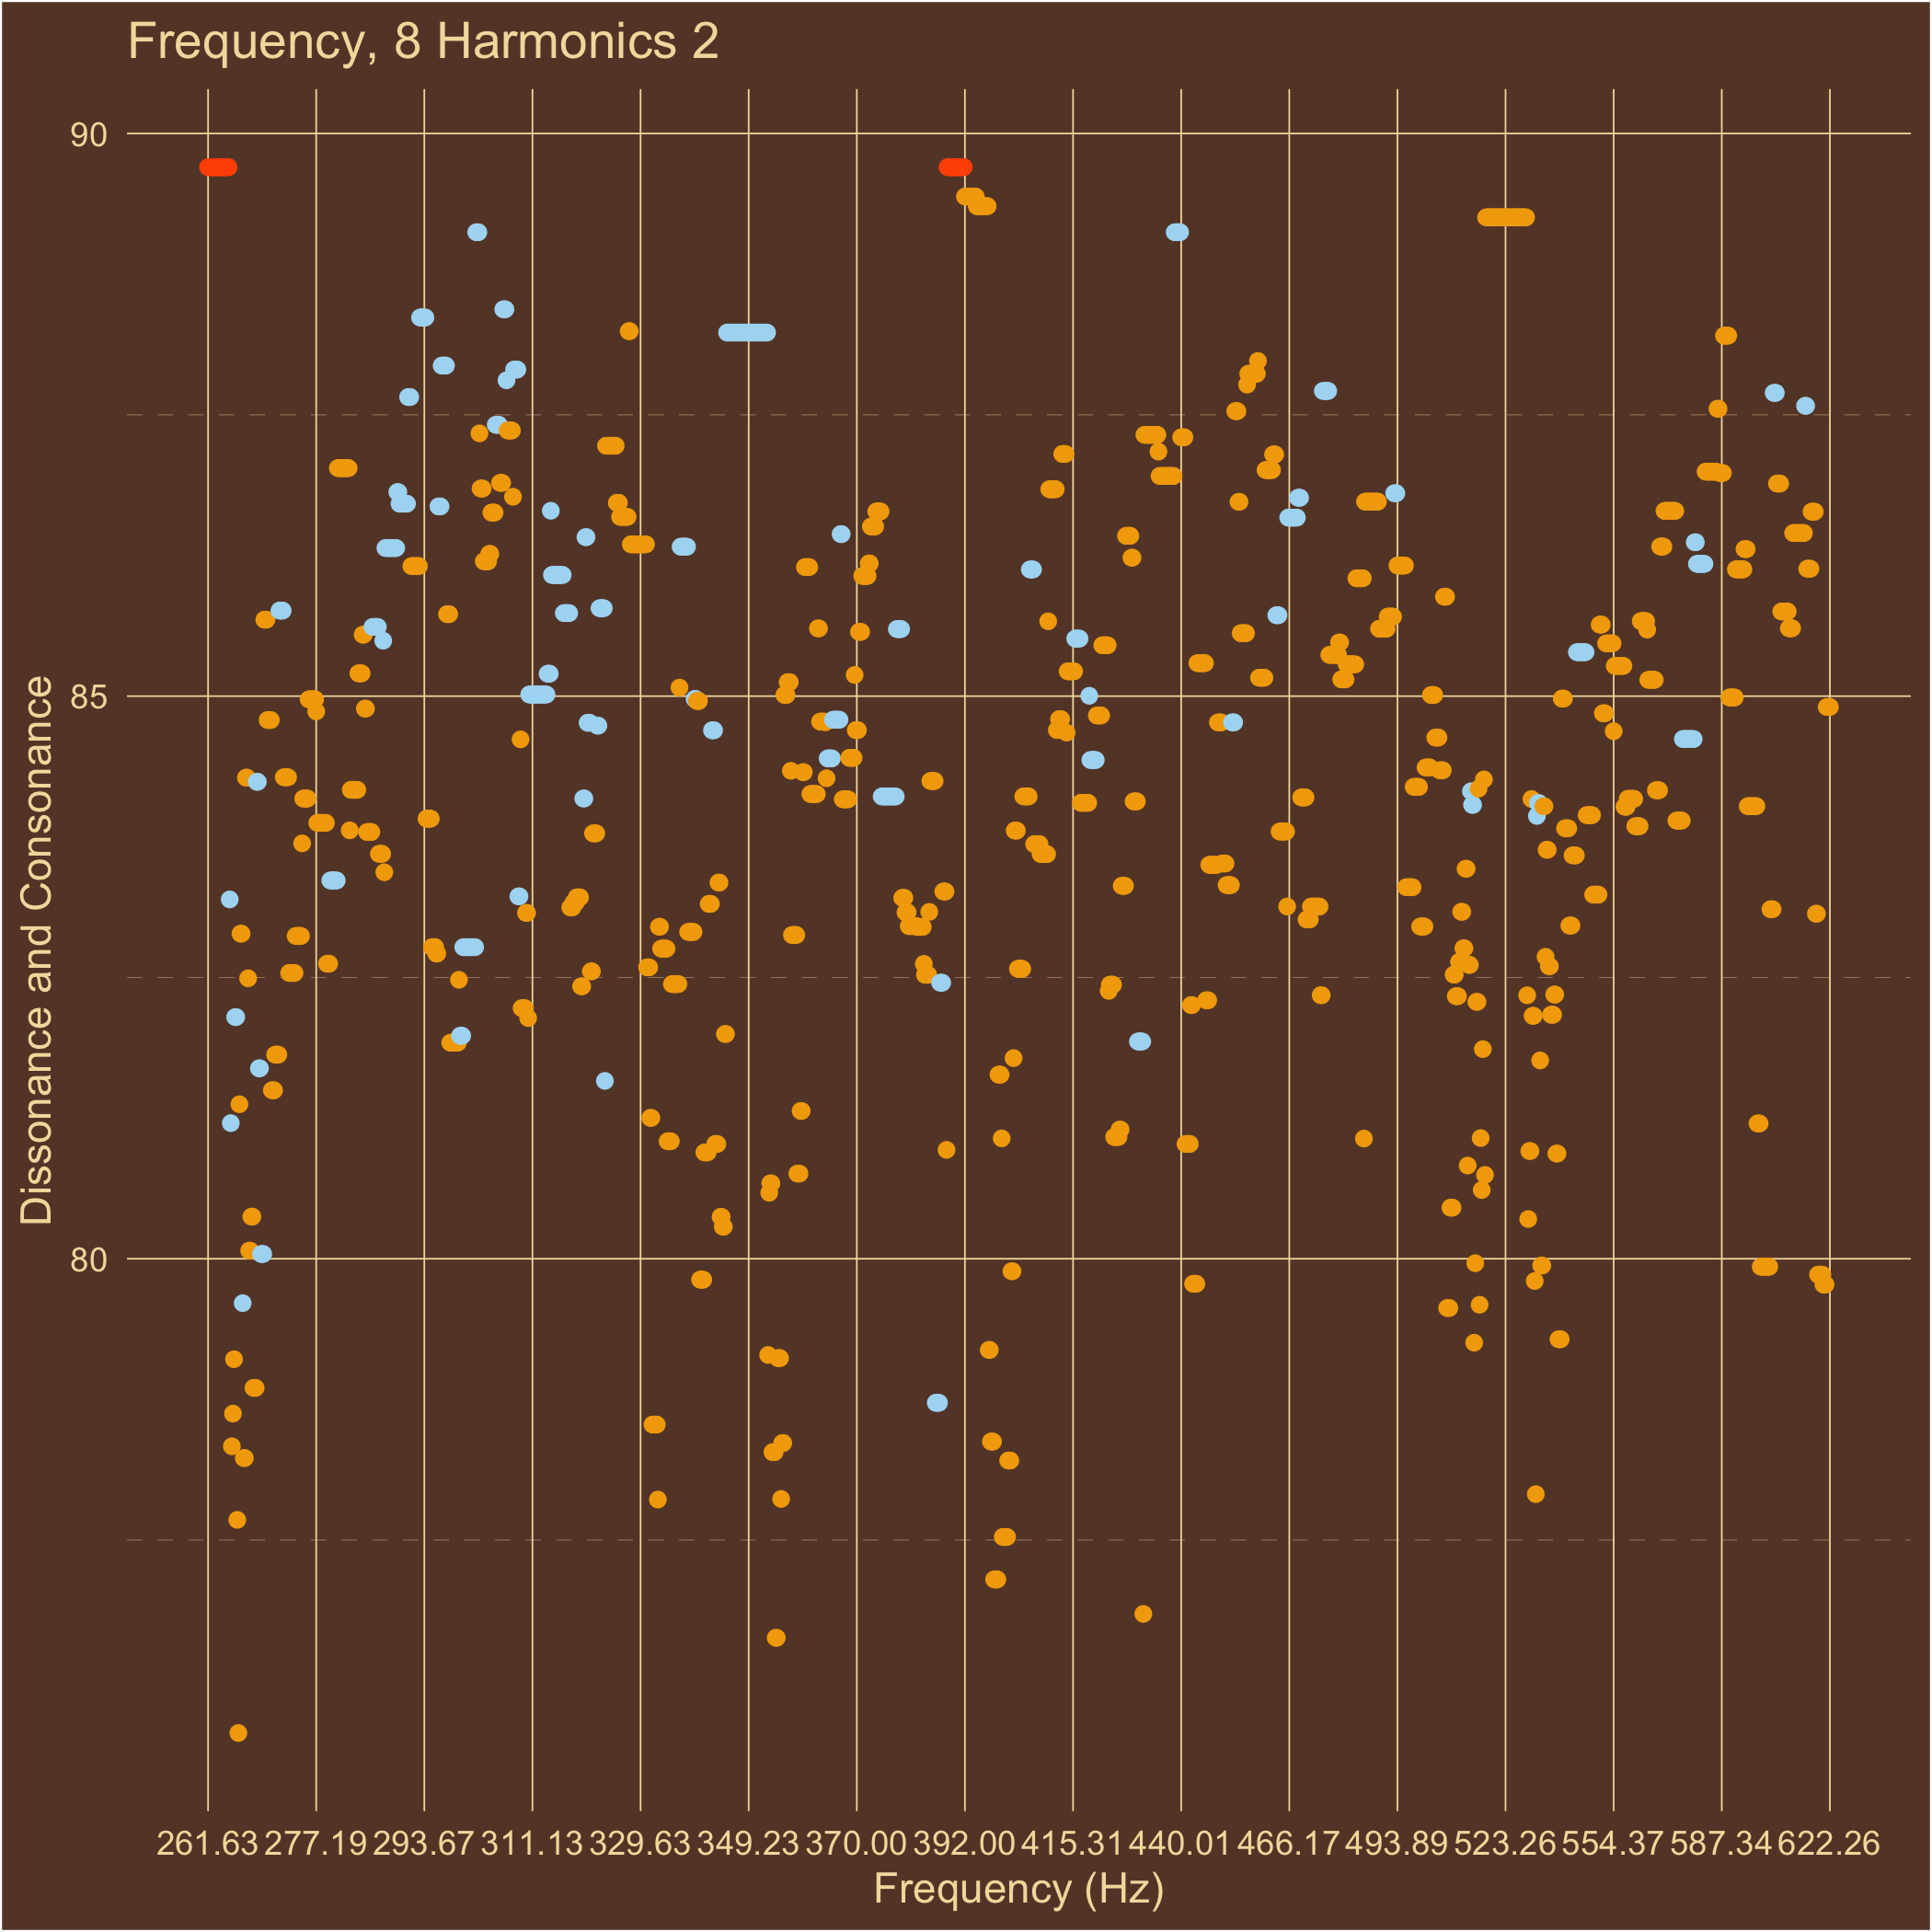 Frequency, 8 Harmonics 2
Dissonance and Consonance
90
85
80
261.63 277.19 293.67 311.13 329.63 349.23 370.00 392.00 415.31 440.01 466.17 493.89 523.26 554.37 587.34 622.26
Frequency (Hz)